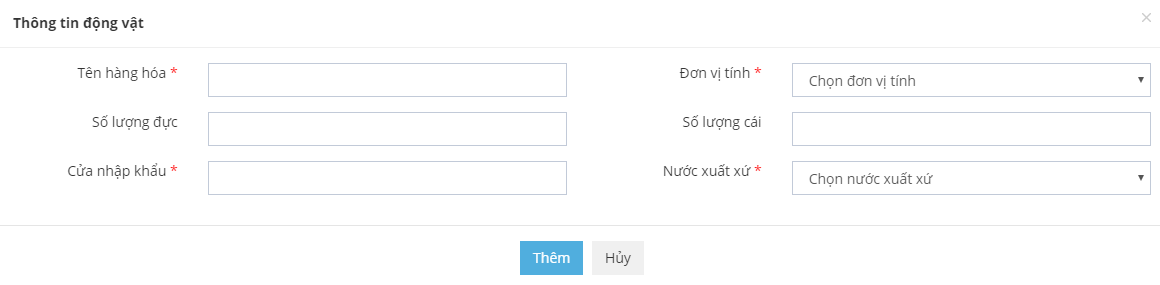 Thông tin động vật
×
Tên hàng hóa *
Đơn vị tính * Chọn đơn vị tính
Số lượng đực
Số lượng cái
Cửa nhập khẩu *
Nước xuất xứ * Chọn nước xuất xứ
Thêm Hủy